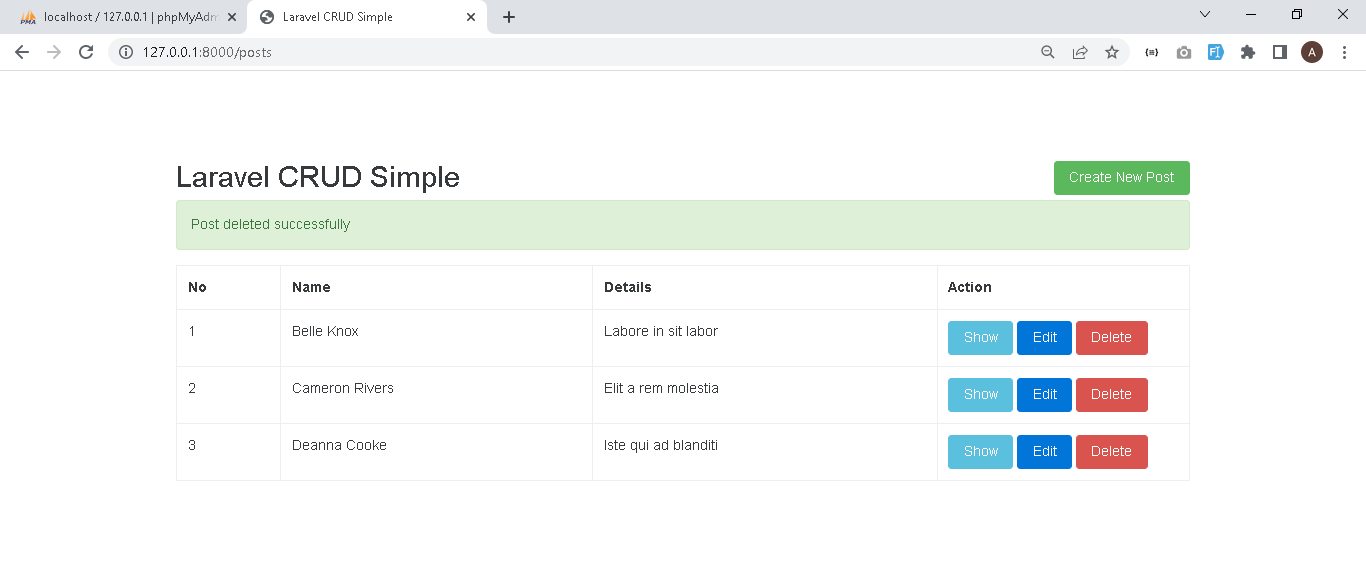 localhost / 127.0.0.1 | phpMyAdm
Laravel CRUD Simple
127.0.0.1:8000/posts
A
Laravel CRUD Simple
Create New Post
Post deleted successfully
No Name Details Action
1 Belle Knox Labore in sit labor Show Edit Delete
2 Cameron Rivers Elit a rem molestia Show Edit Delete
3 Deanna Cooke Iste qui ad blanditi Show Edit Delete